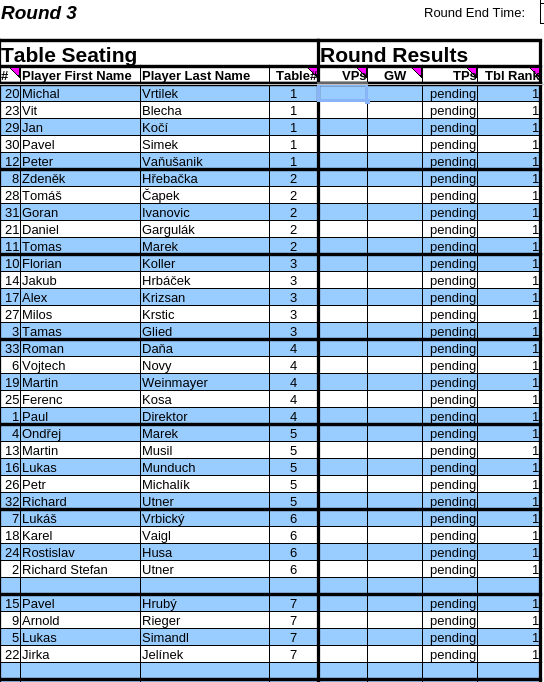 Round 3 Round End Time:
Table Seating Round Results
# Player First Name Player Last Name Table# VPs GW TPs Tbl Rank
20 Michal Vrtilek 1 pending 1
23 Vit Blecha 1 pending 1
29 Jan Kočí 1 pending 1
30 Pavel Simek 1 pending 1
12 Peter Vaňušanik 1 pending 1
8 Zdeněk Hřebačka 2 pending 1
28 Tomáš Čapek 2 pending 1
31 Goran Ivanovic 2 pending 1
21 Daniel Gargulák 2 pending 1
11 Tomas Marek 2 pending 1
10 Florian Koller 3 pending 1
14 Jakub Hrbáček 3 pending 1
17 Alex Krizsan 3 pending 1
27 Milos Krstic 3 pending 1
3 Tamas Glied 3 pending 1
33 Roman Daňa 4 pending 1
6 Vojtech Novy 4 pending 1
19 Martin Weinmayer 4 pending 1
25 Ferenc Kosa 4 pending 1
1 Paul Direktor 4 pending 1
4 Ondřej Marek 5 pending 1
13 Martin Musil 5 pending 1
16 Lukas Munduch 5 pending 1
26 Petr Michalík 5 pending 1
32 Richard Utner 5 pending 1
7 Lukáš Vrbický 6 pending 1
18 Karel Vaigl 6 pending 1
24 Rostislav Husa 6 pending 1
2 Richard Stefan Utner 6 pending 1
15 Pavel Hrubý 7 pending 1
9 Arnold Rieger 7 pending 1
5 Lukas Simandl 7 pending 1
22 Jirka Jelínek 7 pending 1